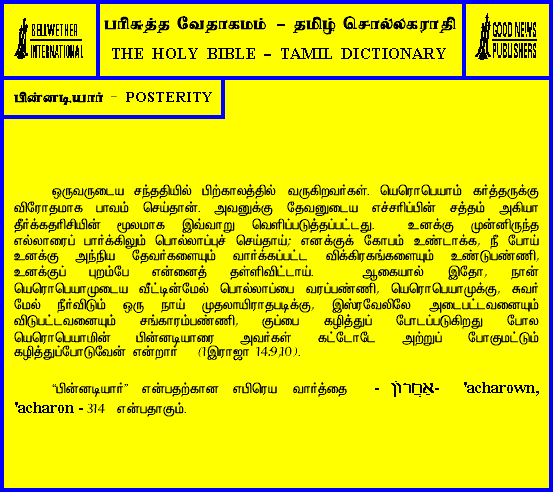 BELLWETHER
INTERNATIONAL
பரிசுத்த வேதாகமம் – தமிழ் சொல்லகராதி
THE HOLY BIBLE – TAMIL DICTIONARY
GOOD NEWS
PUBLISHERS
பின்னடியார் - POSTERITY
ஒருவருடைய சந்ததியில் பிற்காலத்தில் வருகிறவர்கள். யெரொபெயாம் கர்த்தருக்கு
விரோதமாக பாவம் செய்தான். அவனுக்கு தேவனுடைய எச்சரிப்பின் சத்தம் அகியா
தீர்க்கதரிசியின் மூலமாக இவ்வாறு வெளிப்படுத்தப்பட்டது. உனக்கு முன்னிருந்த
எல்லாரைப் பார்க்கிலும் பொல்லாப்புச் செய்தாய்; எனக்குக் கோபம் உண்டாக்க, நீ போய்
உனக்கு அந்நிய தேவர்களையும் வார்க்கப்பட்ட விக்கிரகங்களையும் உண்டுபண்ணி,
உனக்குப் புறம்பே என்னைத் தள்ளிவிட்டாய். ஆகையால் இதோ, நான்
யெரொபெயாமுடைய வீட்டின்மேல் பொல்லாப்பை வரப்பண்ணி, யெரொபெயாமுக்கு, சுவர்
மேல் நீர்விடும் ஒரு நாய் முதலாயிராதபடிக்கு, இஸ்ரவேலிலே அடைபட்டவனையும்
விடுபட்டவனையும் சங்காரம்பண்ணி, குப்பை கழித்துப் போடப்படுகிறது போல
யெரொபெயாமின் பின்னடியாரை அவர்கள் கட்டோடே அற்றுப் போகுமட்டும்
கழித்துப்போடுவேன் என்றார் (1இராஜா 14:9,10).
“பின்னடியார்” என்பதற்கான எபிரெய வார்த்தை - אַחֲרוֹן- 'acharown,
'acharon - 314 என்பதாகும்.